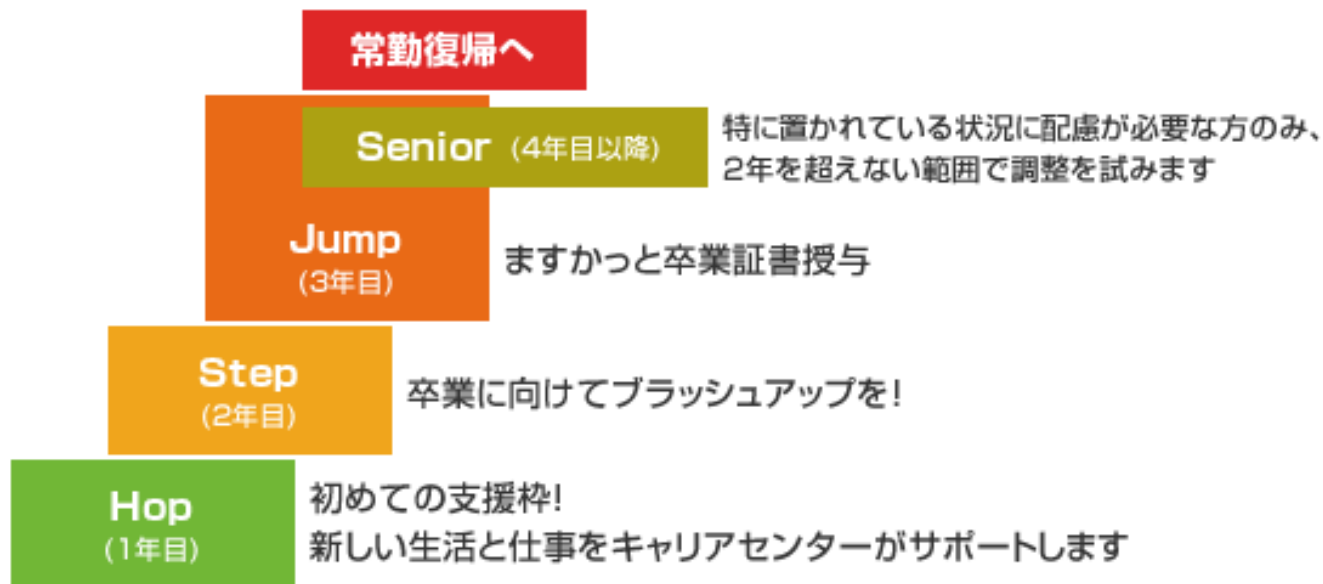 常勤復帰へ
Senior (4年目以降)
特に置かれている状況に配慮が必要な方のみ、
2年を超えない範囲で調整を試みます
Jump
(3年目)
ますかっと卒業証書授与
Step
(2年目)
卒業に向けてブラッシュアップを!
Hop
(1年目)
初めての支援枠!
新しい生活と仕事をキャリアセンターがサポートします